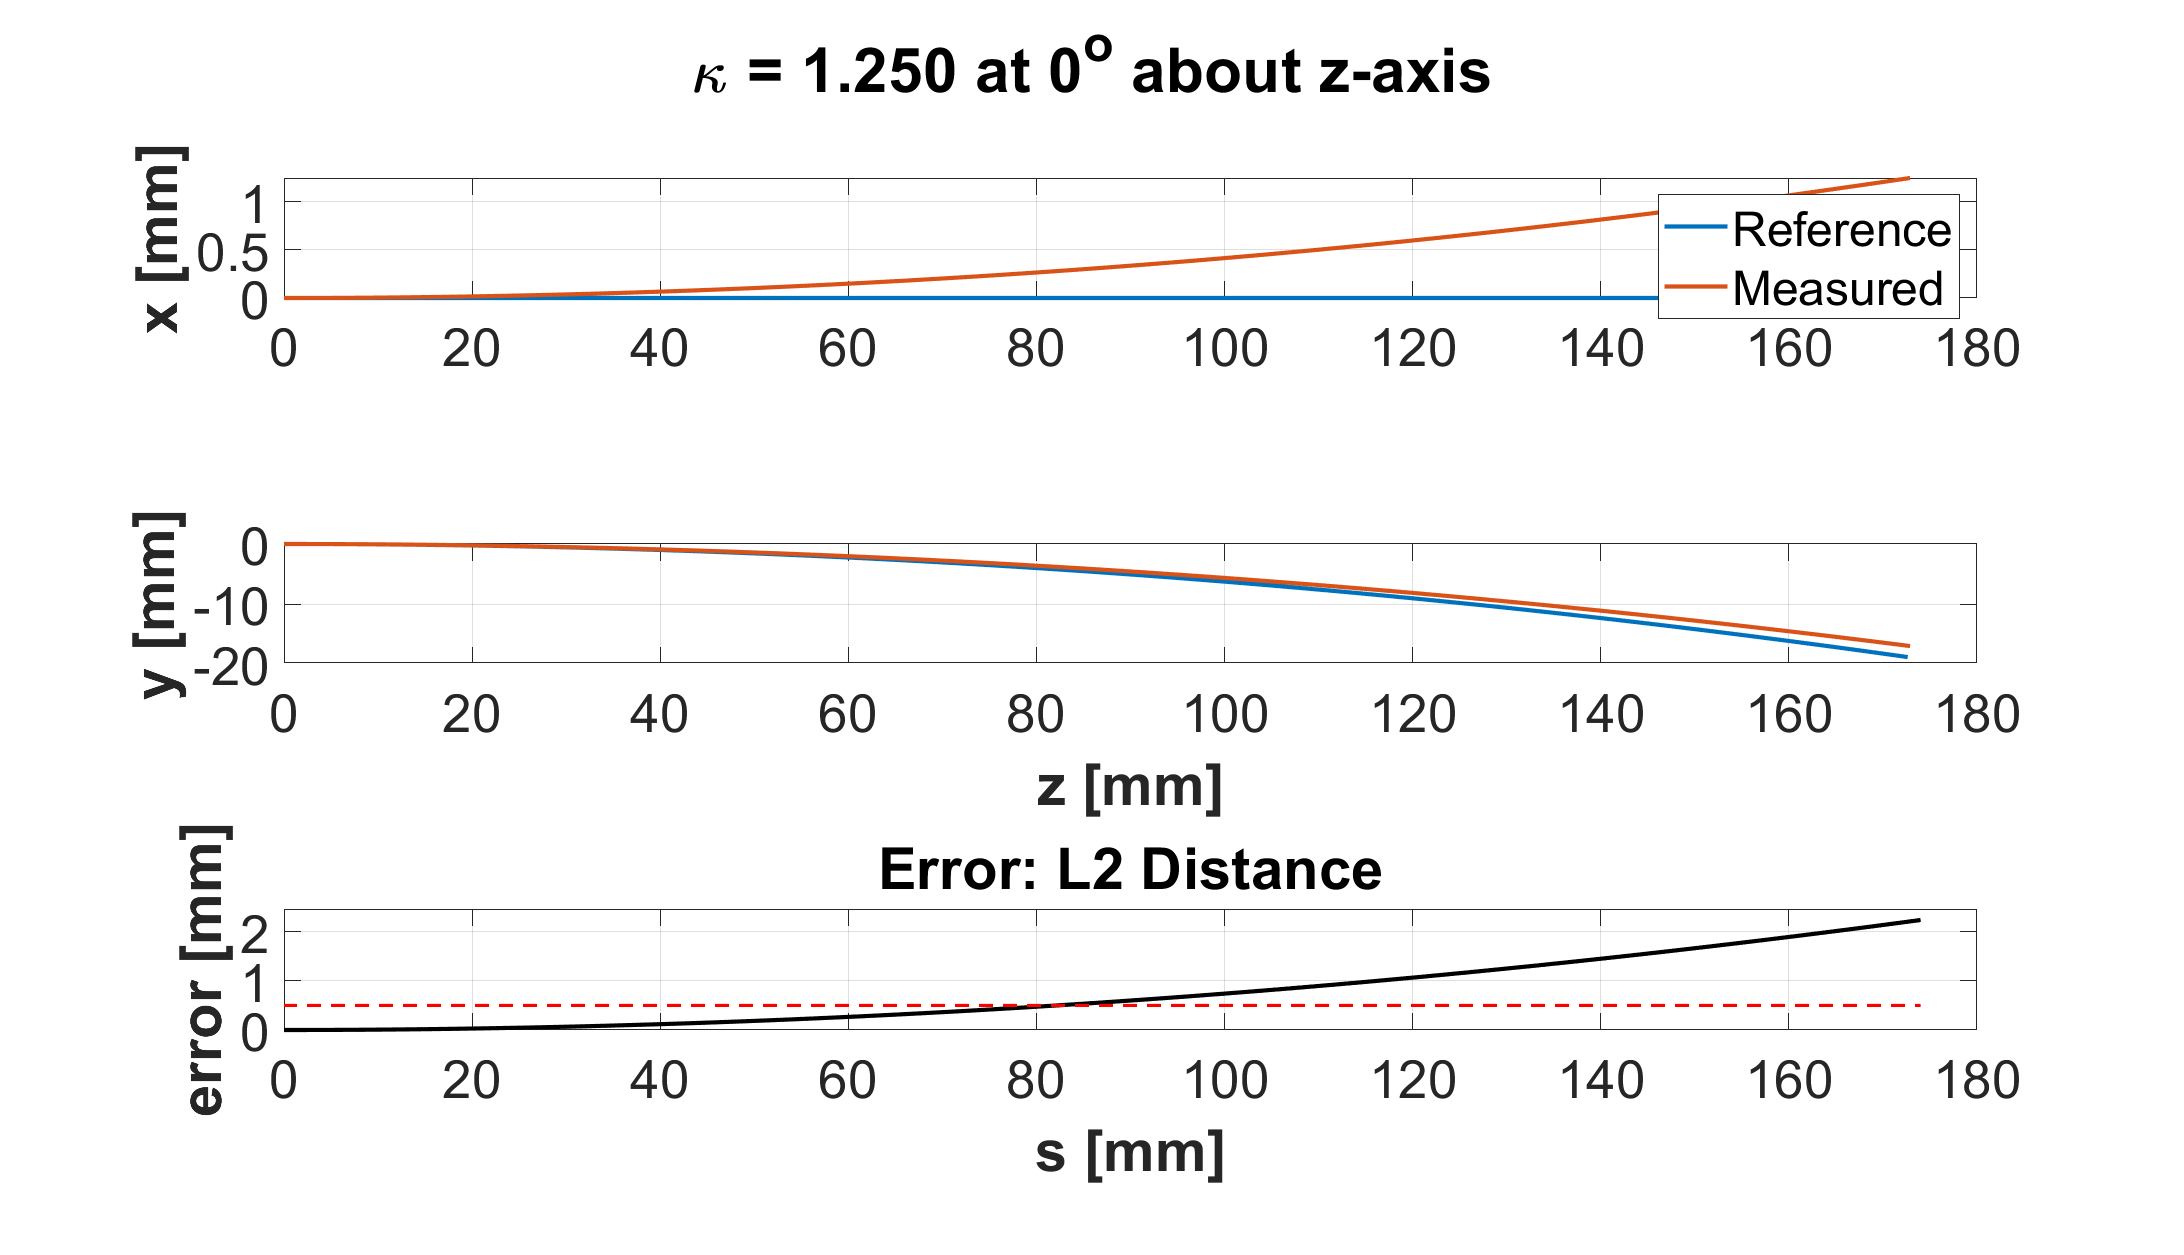 κ = 1.250 at 0° about z-axis
x [mm]
1
0.5
0
Reference
Measured
0 20 40 60 80 100 120 140 160 180
y [mm]
0
-10
-20
0 20 40 60 80 100 120 140 160 180
z [mm]
Error: L2 Distance
error [mm]
2
1
0
0 20 40 60 80 100 120 140 160 180
s [mm]